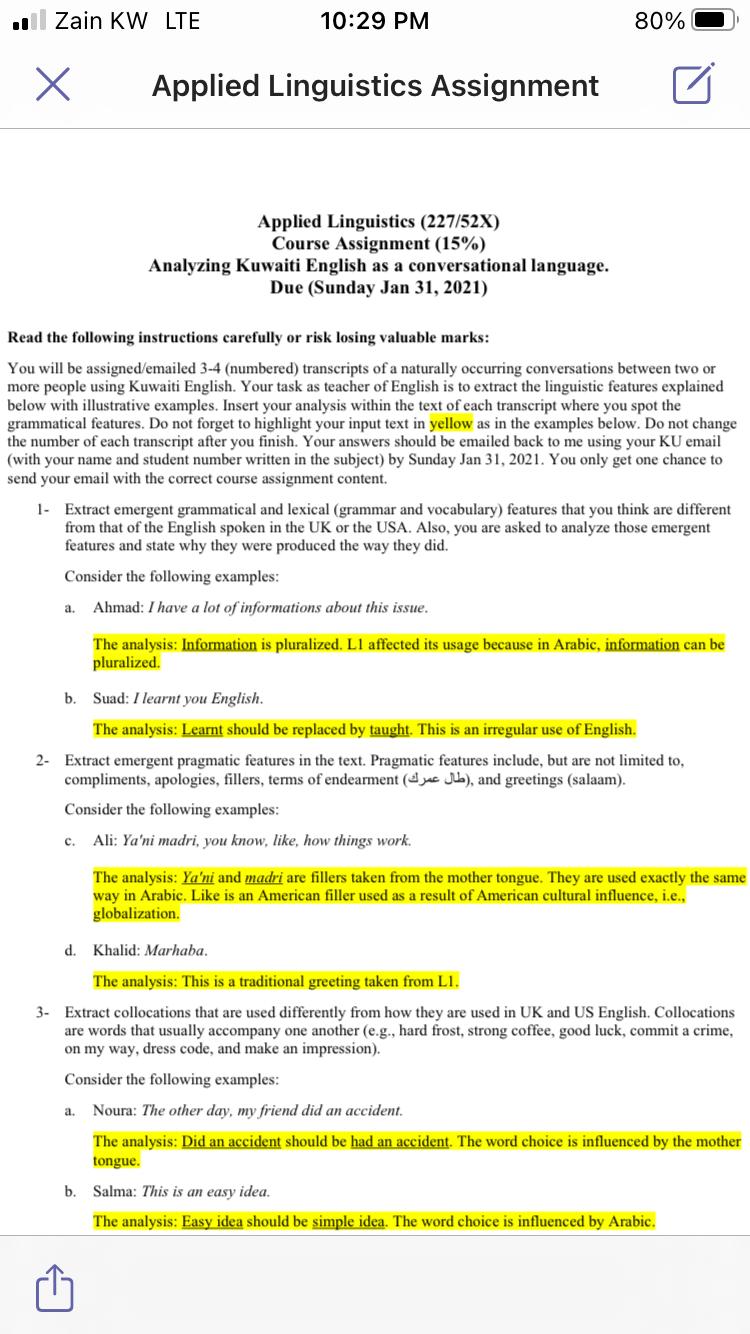 Zain KW LTE 10:29 PM 80%
Applied Linguistics Assignment
Applied Linguistics (227/52X)
Course Assignment (15%)
Analyzing Kuwaiti English as a conversational language.
Due (Sunday Jan 31, 2021)
Read the following instructions carefully or risk losing valuable marks:
You will be assigned/emailed 3-4 (numbered) transcripts of a naturally occurring conversations between two or
more people using Kuwaiti English. Your task as teacher of English is to extract the linguistic features explained
below with illustrative examples. Insert your analysis within the text of each transcript where you spot the
grammatical features. Do not forget to highlight your input text in yellow as in the examples below. Do not change
the number of each transcript after you finish. Your answers should be emailed back to me using your KU email
(with your name and student number written in the subject) by Sunday Jan 31, 2021. You only get one chance to
send your email with the correct course assignment content.
1- Extract emergent grammatical and lexical (grammar and vocabulary) features that you think are different
from that of the English spoken in the UK or the USA. Also, you are asked to analyze those emergent
features and state why they were produced the way they did.
Consider the following examples:
a. Ahmad: I have a lot of informations about this issue.
The analysis: Information is pluralized. L1 affected its usage because in Arabic, information can be
pluralized.
b. Suad: I learnt you English.
The analysis: Learnt should be replaced by taught. This is an irregular use of English.
2- Extract emergent pragmatic features in the text. Pragmatic features include, but are not limited to,
compliments, apologies, fillers, terms of endearment (طال عمرك), and greetings (salaam).
Consider the following examples:
c. Ali: Ya'ni madri, you know, like, how things work.
The analysis: Ya'ni and madri are fillers taken from the mother tongue. They are used exactly the same
way in Arabic. Like is an American filler used as a result of American cultural influence, i.e.,
globalization.
d. Khalid: Marhaba.
The analysis: This is a traditional greeting taken from L1.
3- Extract collocations that are used differently from how they are used in UK and US English. Collocations
are words that usually accompany one another (e.g., hard frost, strong coffee, good luck, commit a crime,
on my way, dress code, and make an impression).
Consider the following examples:
a. Noura: The other day, my friend did an accident.
The analysis: Did an accident should be had an accident. The word choice is influenced by the mother
tongue.
b. Salma: This is an easy idea.
The analysis: Easy idea should be simple idea. The word choice is influenced by Arabic.